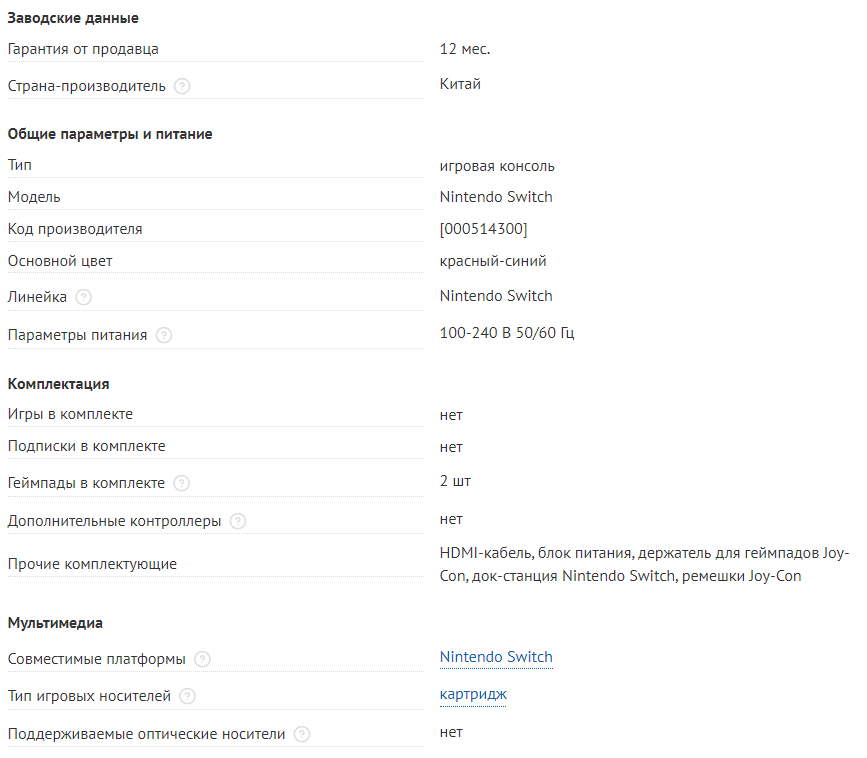 Заводские данные
Гарантия от продавца 12 мес.
Страна-производитель ? Китай
Общие параметры и питание
Тип игровая консоль
Модель Nintendo Switch
Код производителя [000514300]
Основной цвет красный-синий
Линейка ? Nintendo Switch
Параметры питания ? 100-240 В 50/60 Гц
Комплектация
Игры в комплекте нет
Подписки в комплекте нет
Геймпады в комплекте ? 2 шт
Дополнительные контроллеры ? нет
Прочие комплектующие HDMI-кабель, блок питания, держатель для геймпадов Joy-
Con, док-станция Nintendo Switch, ремешки Joy-Con
Мультимедиа
Совместимые платформы ? Nintendo Switch
Тип игровых носителей ? картридж
Поддерживаемые оптические носители ? нет